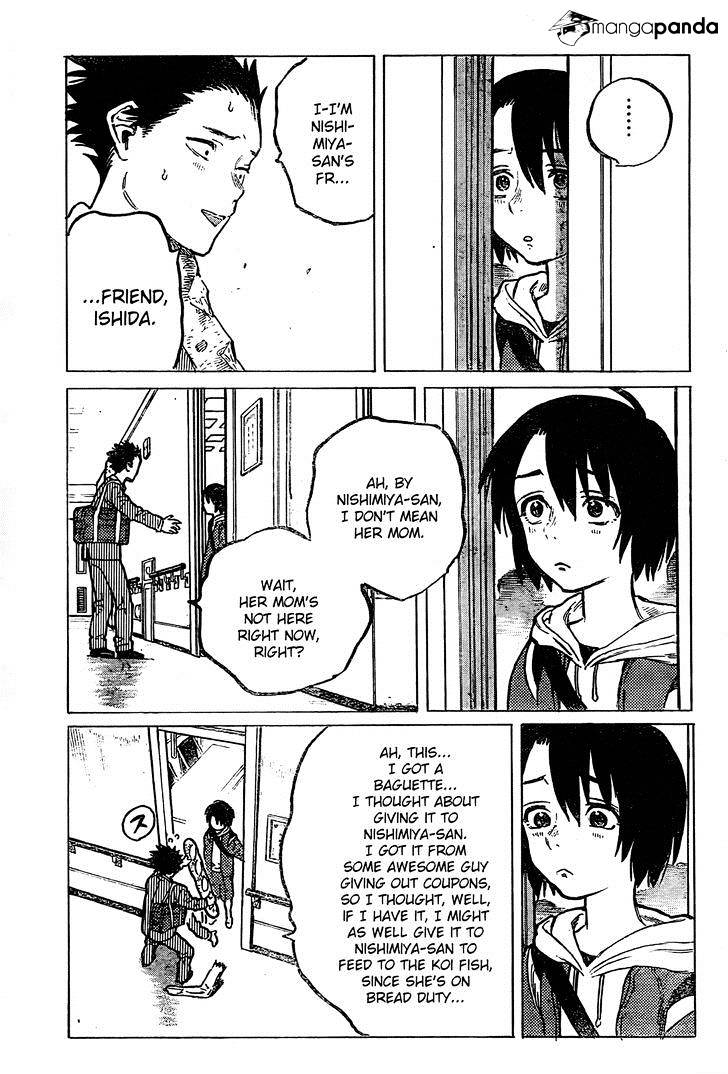 mangapanda
.......
I-I'M
NISHI-
MIYA-
SAN'S
FR...
...FRIEND,
ISHIDA.
AH, BY
NISHIMIYA-SAN,
I DON'T MEAN
HER MOM.
WAIT,
HER MOM'S
NOT HERE
RIGHT NOW,
RIGHT?
AH, THIS...
I GOT A
BAGUETTE...
I THOUGHT ABOUT
GIVING IT TO
NISHIMIYA-SAN.
I GOT IT FROM
SOME AWESOME GUY
GIVING OUT COUPONS,
SO I THOUGHT, WELL,
IF I HAVE IT, I MIGHT
AS WELL GIVE IT TO
NISHIMIYA-SAN TO
FEED TO THE KOI FISH,
SINCE SHE'S ON
BREAD DUTY...
ス